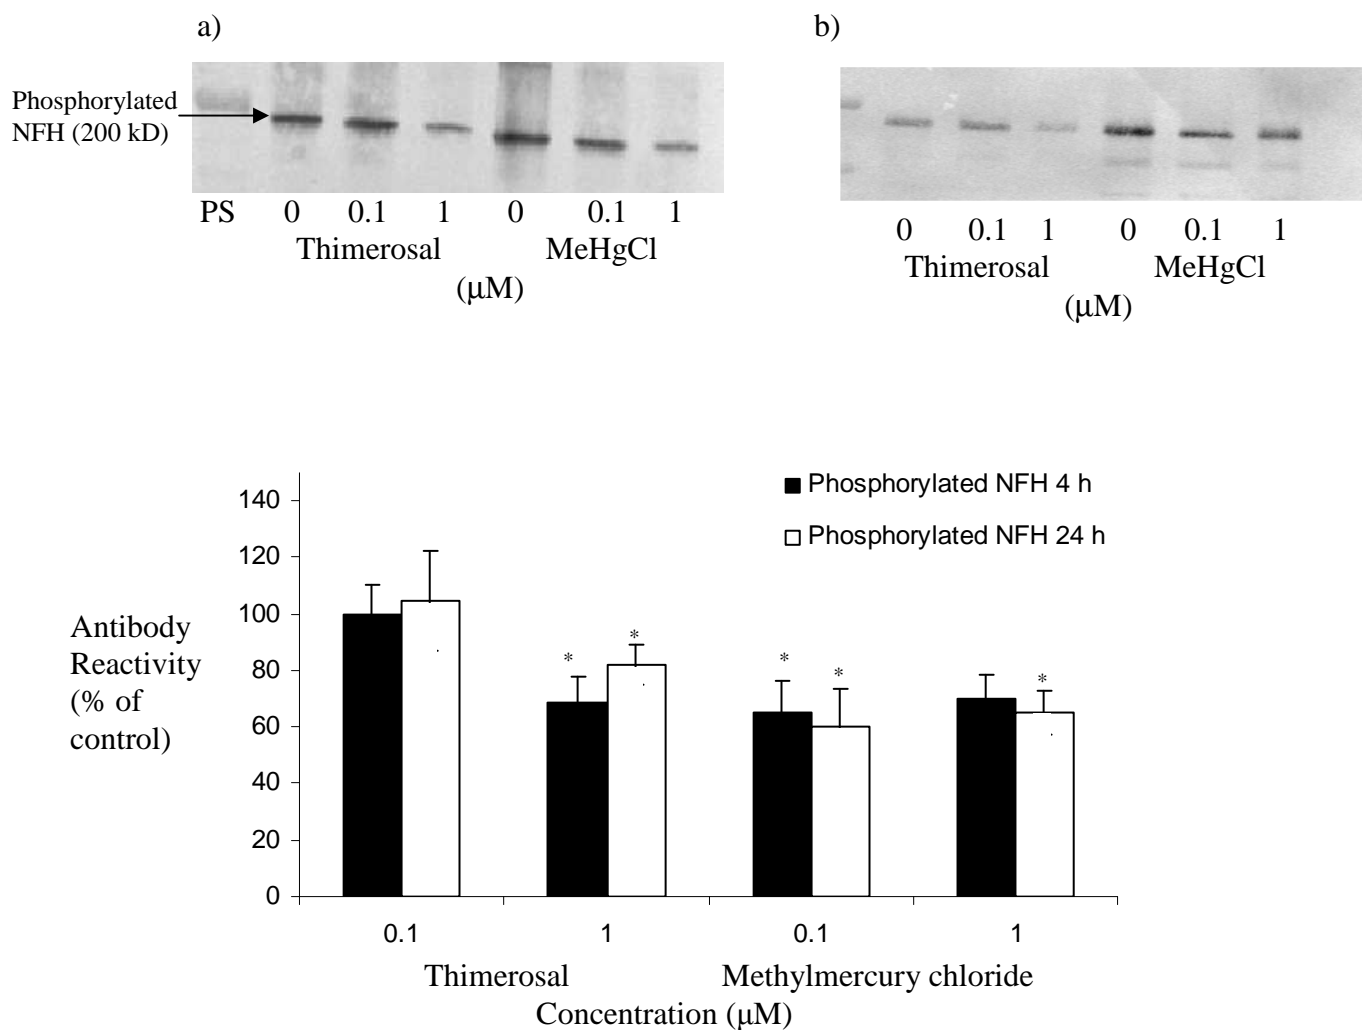 a)
b)
Phosphorylated
NFH (200 kD)
PS 0 0.1 1 0 0.1 1
Thimerosal MeHgCl
(μM)
0 0.1 1 0 0.1 1
Thimerosal MeHgCl
(μM)
Phosphorylated NFH 4 h
Phosphorylated NFH 24 h
Antibody
Reactivity
(% of
control)
140
120
100
80
60
40
20
0
* * * * *
0.1 1 0.1 1
Thimerosal Methylmercury chloride
Concentration (μM)